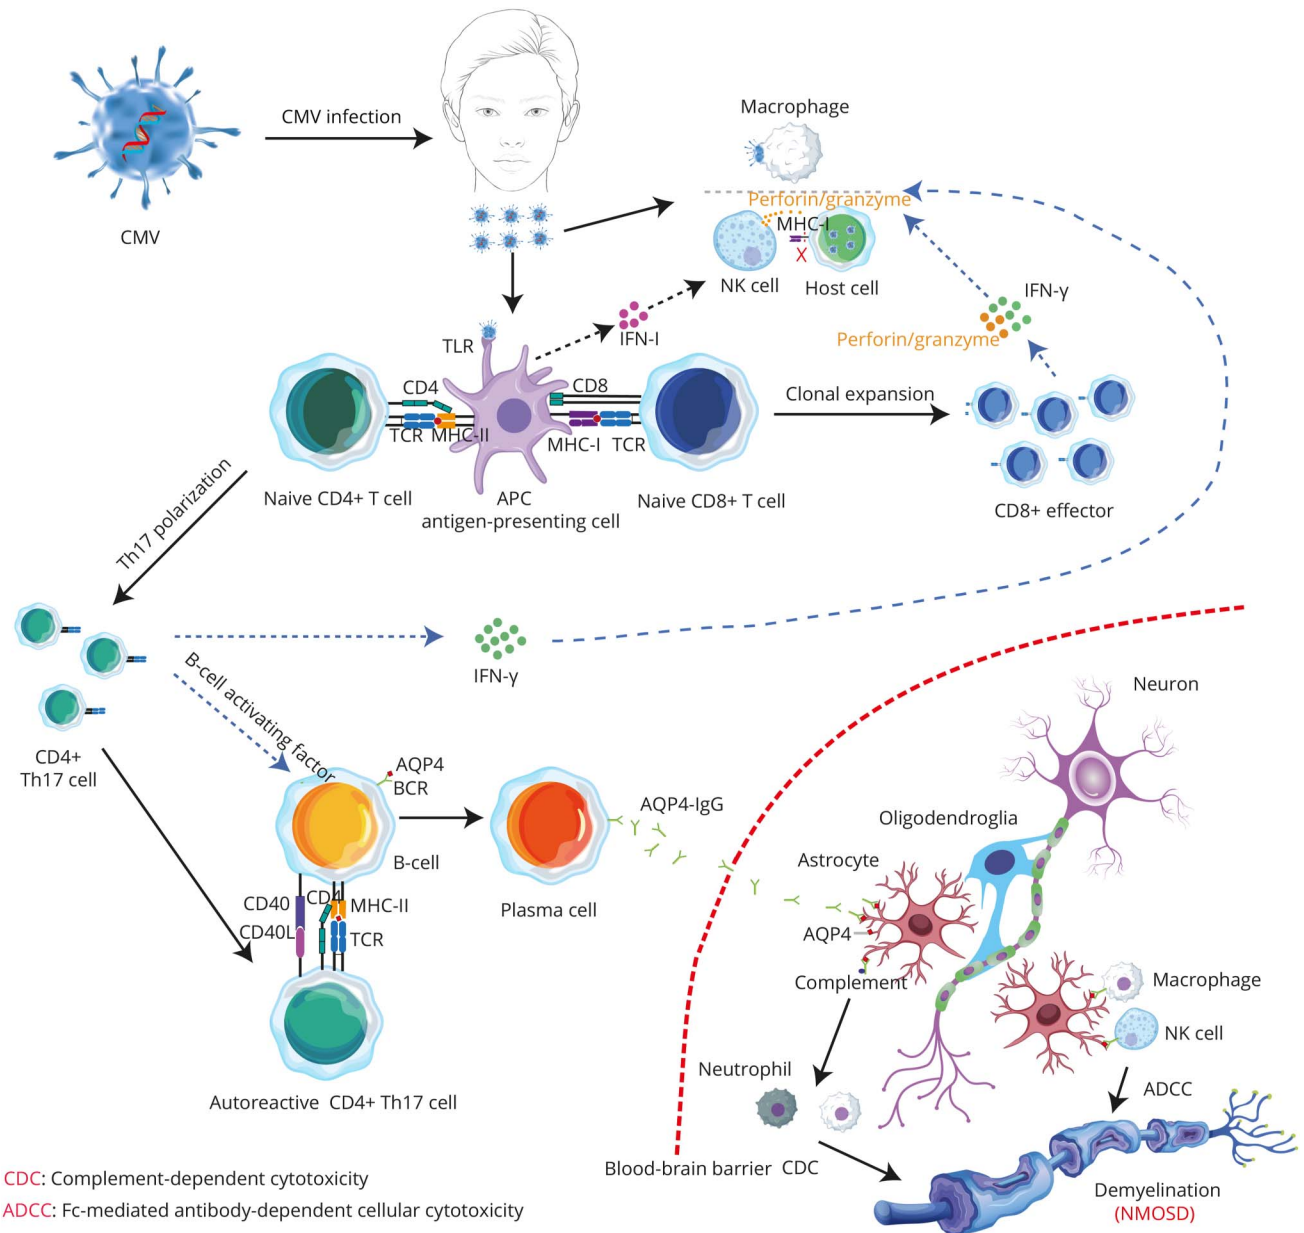 CMV infection
Macrophage
Perforin/granzyme
MHC-I
X
CMV
NK cell
Host cell
IFN-γ
TLR
IFN-I
Perforin/granzyme
CD4
CD8
Clonal expansion
TCR
MHC-II
MHC-I
TCR
Naive CD4+ T cell
APC
antigen-presenting cell
Naive CD8+ T cell
CD8+ effector
Th17 polarization
IFN-γ
B-cell activating factor
CD4+
Th17 cell
Neuron
AQP4
BCR
AQP4-IgG
Oligodendroglia
B-cell
Astrocyte
Plasma cell
CD40
CD4
MHC-II
CD40L
TCR
AQP4
Complement
Macrophage
NK cell
Neutrophil
ADCC
Autoreactive CD4+ Th17 cell
Blood-brain barrier CDC
CDC: Complement-dependent cytotoxicity
Demyelination
(NMOSD)
ADCC: Fc-mediated antibody-dependent cellular cytotoxicity